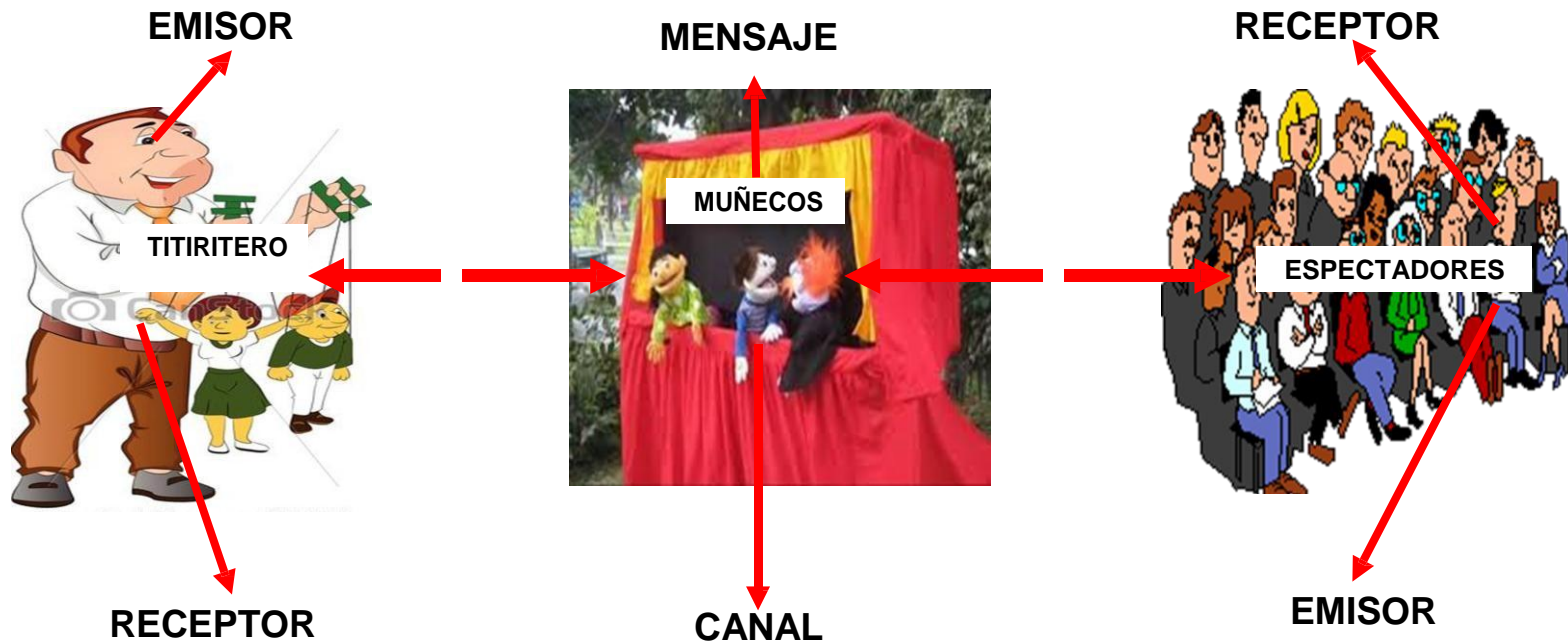 EMISOR
MENSAJE
RECEPTOR
MUÑECOS
TITIRITERO
ESPECTADORES
RECEPTOR
CANAL
EMISOR